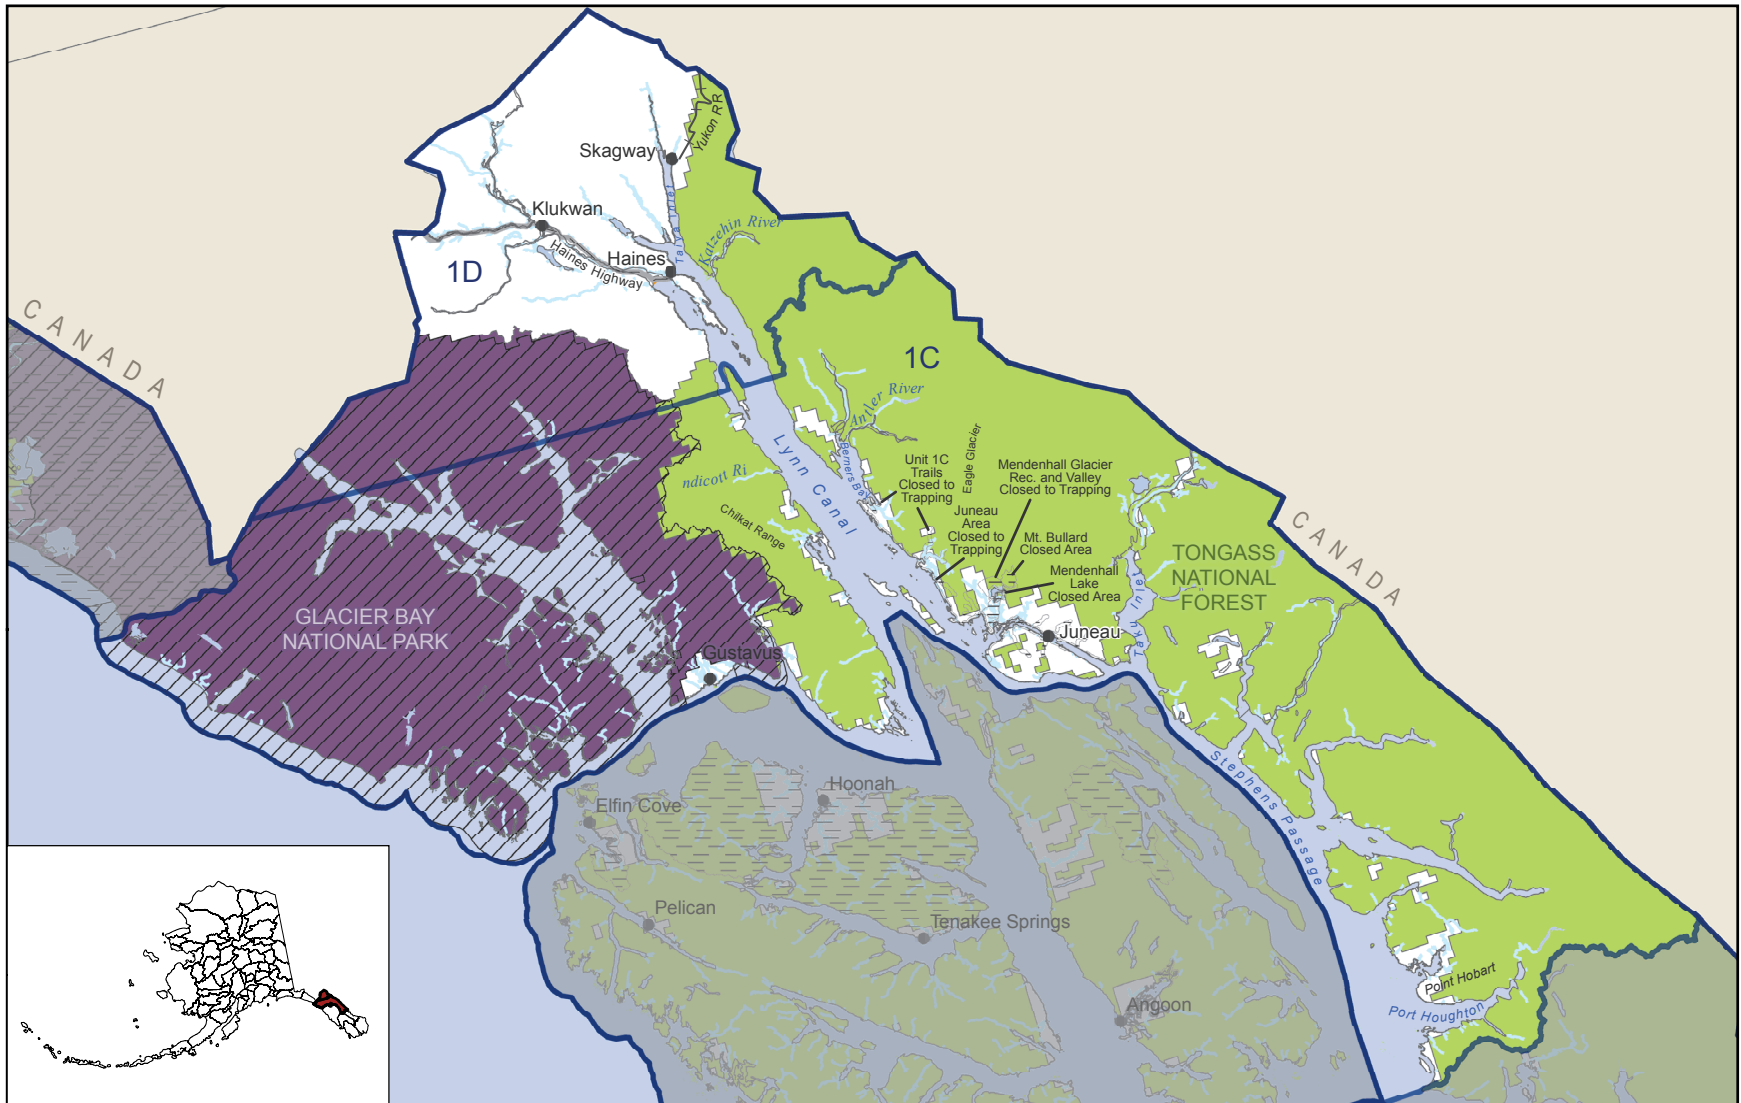 Skagway
Yukon RR
Klukwan
Taiya Inlet
Katzehin River
Haines
Haines Highway
1D
CANADA
1C
Antler River
Lynn Canal
Berners Bay
Eagle Glacier
Unit 1C
Trails
Closed to
Trapping
Mendenhall Glacier
Rec. and Valley
Closed to Trapping
ndicott Ri
Chilkat Range
Juneau
Area
Closed to
Trapping
Mt. Bullard
Closed Area
Mendenhall
Lake
Closed Area
CANADA
TONGASS
NATIONAL
FOREST
Taku Inlet
GLACIER BAY
NATIONAL PARK
Juneau
Gustavus
Stephens Passage
Hoonah
Elfin Cove
Pelican
Tenakee Springs
Angoon
Point Hobart
Port Houghton